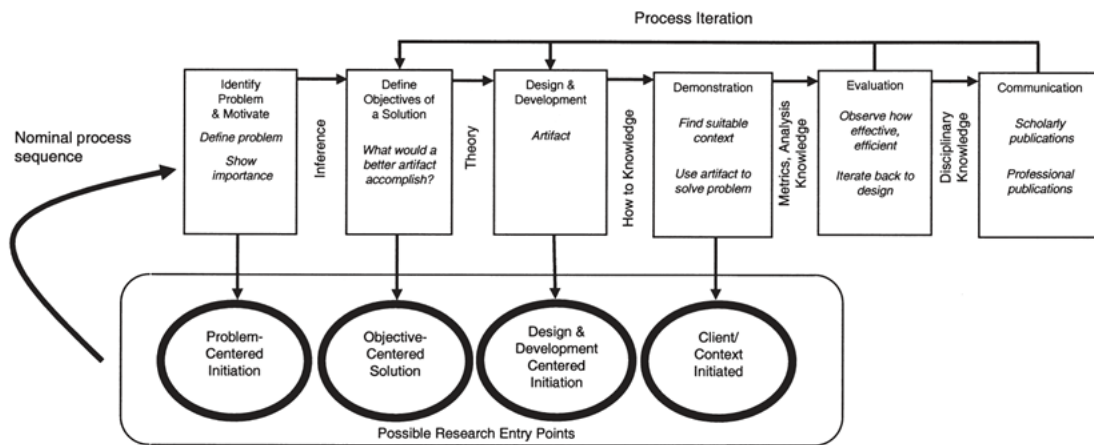 Process Iteration
Nominal process
sequence
Identify
Problem
& Motivate
Define problem
Show
importance
Inference
Define
Objectives of
a Solution
What would a
better artifact
accomplish?
Theory
Design &
Development
Artifact
How to Knowledge
Demonstration
Find suitable
context
Use artifact to
solve problem
Metrics, Analysis
Knowledge
Evaluation
Observe how
effective,
efficient
Iterate back to
design
Disciplinary
Knowledge
Communication
Scholarly
publications
Professional
publications
Problem-
Centered
Initiation
Objective-
Centered
Solution
Design &
Development
Centered
Initiation
Client/
Context
Initiated
Possible Research Entry Points